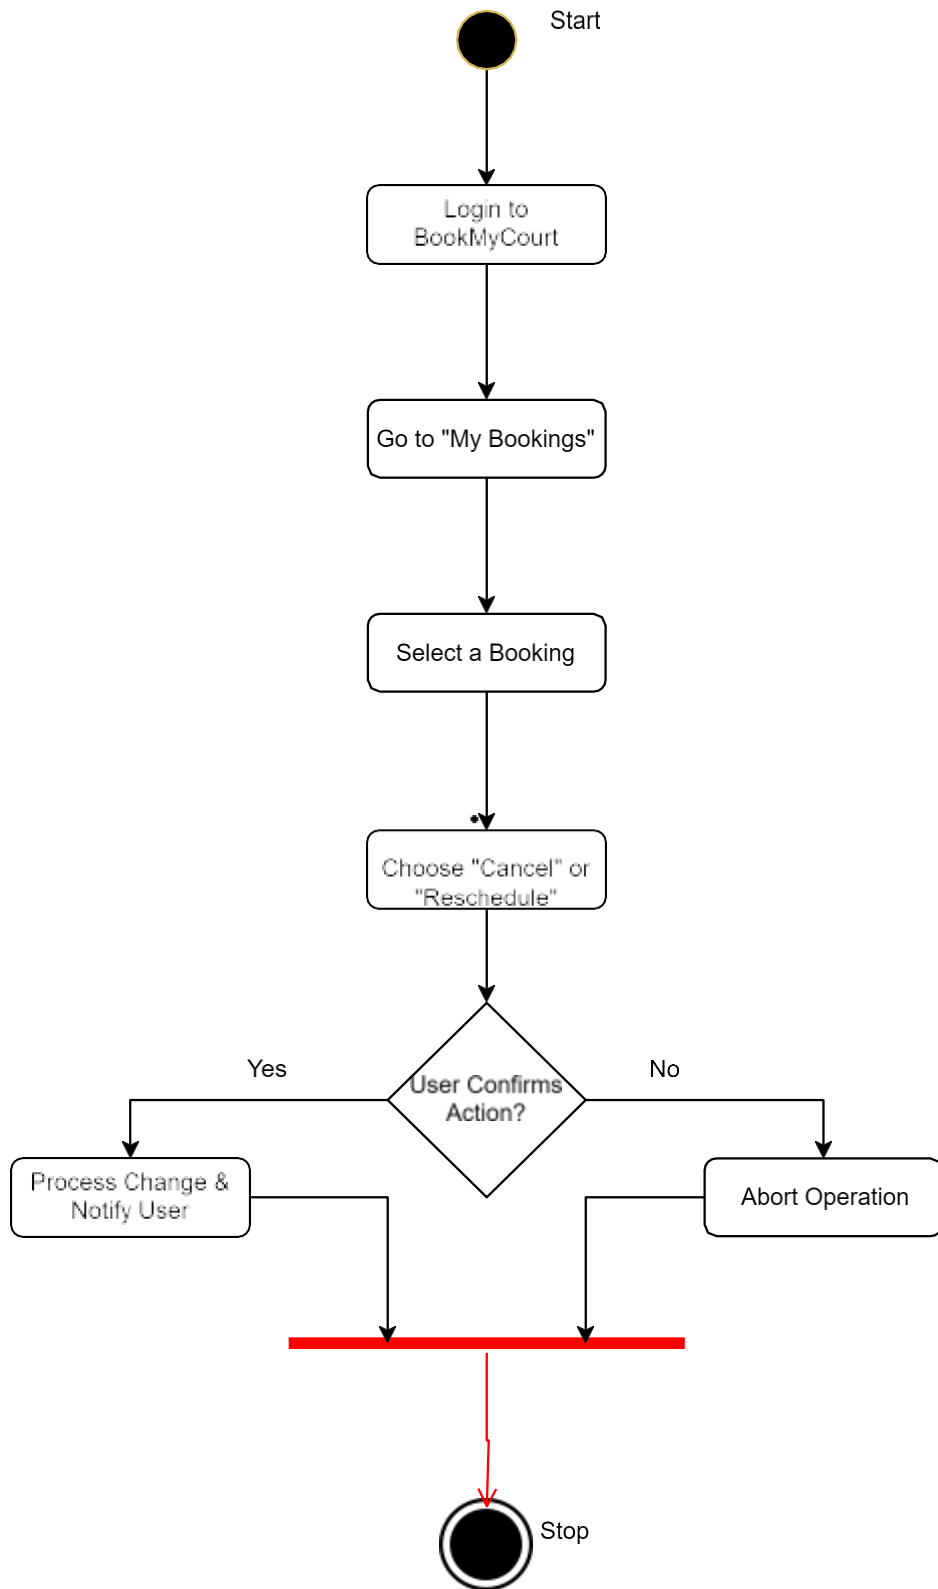 Start
Login to
BookMyCourt
Go to "My Bookings"
Select a Booking
Choose "Cancel" or
"Reschedule"
Yes
No
User Confirms
Action?
Process Change &
Notify User
Abort Operation
Stop